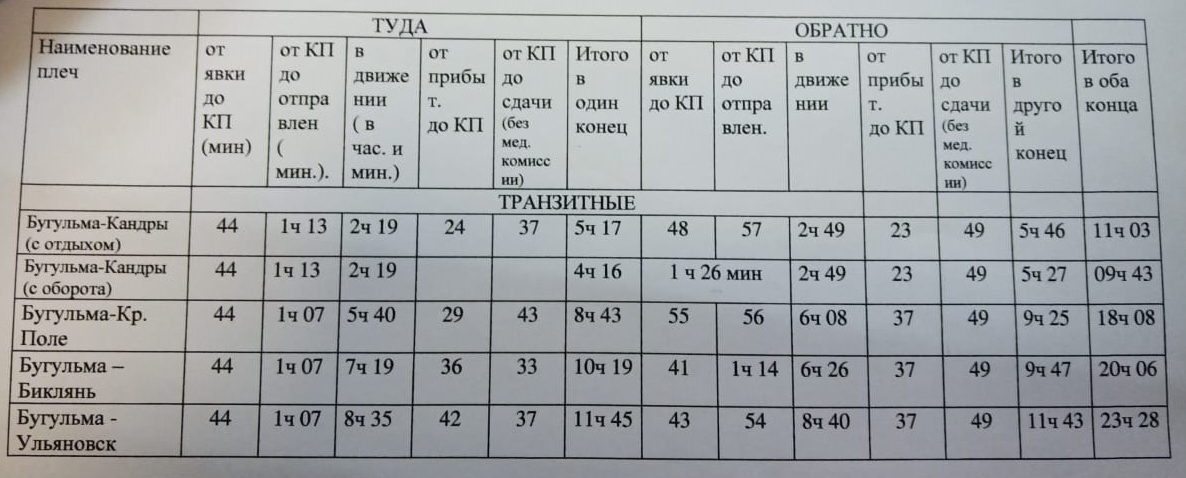 ТУДА ОБРАТНО
Наименование плеч от явки до КП (мин) от КП до отправлен ( мин.). в движении ( в час. и мин.) от прибыт. до КП от КП до сдачи (без мед. комиссии) Итого в один конец от явки до КП от КП до отправлен. в движении от прибыт. до КП от КП до сдачи (без мед. комиссии) Итого в другой конец Итого в оба конца
ТРАНЗИТНЫЕ
Бугульма-Кандры (с отдыхом) 44 1ч 13 2ч 19 24 37 5ч 17 48 57 2ч 49 23 49 5ч 46 11ч 03
Бугульма-Кандры (с оборота) 44 1ч 13 2ч 19 4ч 16 1 ч 26 мин 2ч 49 23 49 5ч 27 09ч 43
Бугульма-Кр. Поле 44 1ч 07 5ч 40 29 43 8ч 43 55 56 6ч 08 37 49 9ч 25 18ч 08
Бугульма – Биклянь 44 1ч 07 7ч 19 36 33 10ч 19 41 1ч 14 6ч 26 37 49 9ч 47 20ч 06
Бугульма - Ульяновск 44 1ч 07 8ч 35 42 37 11ч 45 43 54 8ч 40 37 49 11ч 43 23ч 28